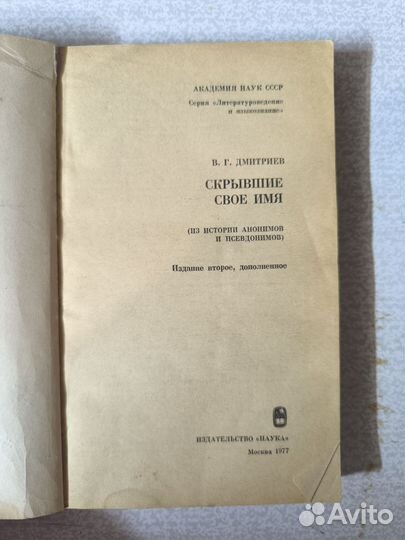 АКАДЕМИЯ НАУК СССР
Серия «Литературоведение
и языкознание»
В. Г. ДМИТРИЕВ
СКРЫВШИЕ
СВОЕ ИМЯ
(ИЗ ИСТОРИИ АНОНИМОВ
И ПСЕВДОНИМОВ)
Издание второе, дополненное
ИЗДАТЕЛЬСТВО «НАУКА»
Москва 1977
Avito